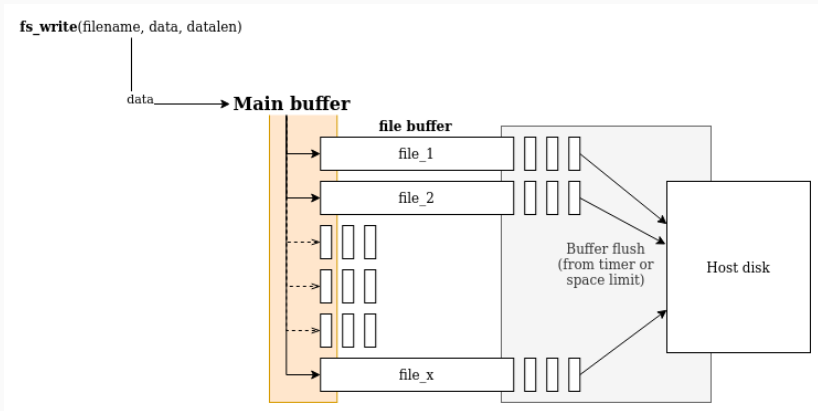 fs_write(filename, data, datalen)
data
Main buffer
file buffer
file_1
file_2
Buffer flush
(from timer or
space limit)
Host disk
file_x